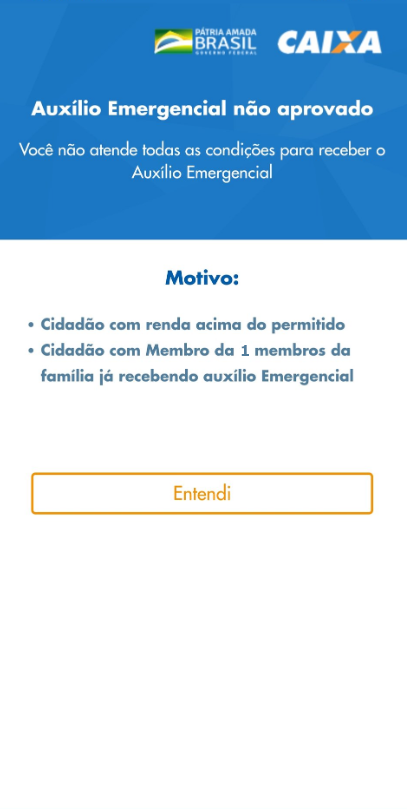 PÁTRIA AMADA
BRASIL
GOVERNO FEDERAL
CAIXA
Auxílio Emergencial não aprovado
Você não atende todas as condições para receber o
Auxílio Emergencial
Motivo:
• Cidadão com renda acima do permitido
• Cidadão com Membro da 1 membros da
família já recebendo auxílio Emergencial
Entendi